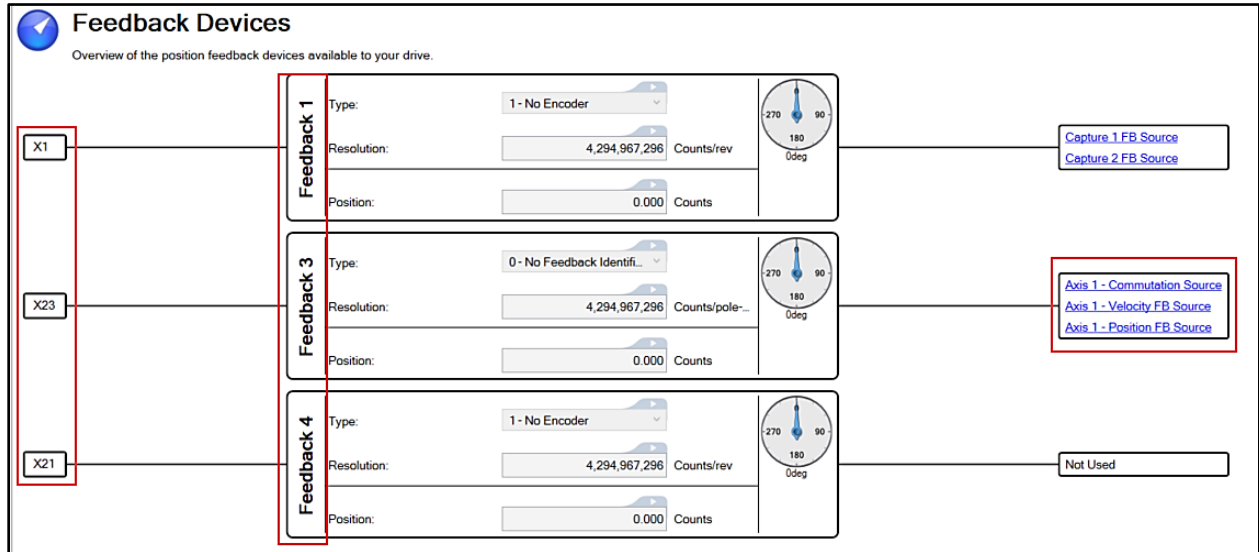 Feedback Devices
Overview of the position feedback devices available to your drive.
X1
Feedback 1
Type:
1 - No Encoder
Resolution:
4,294,967,296 Counts/rev
Position:
0.000 Counts
0
270
90
180
0deg
Capture 1 FB Source
Capture 2 FB Source
X23
Feedback 3
Type:
0 - No Feedback Identifi...
Resolution:
4,294,967,296 Counts/pole-...
Position:
0.000 Counts
0
270
90
180
0deg
Axis 1 - Commutation Source
Axis 1 - Velocity FB Source
Axis 1 - Position FB Source
X21
Feedback 4
Type:
1 - No Encoder
Resolution:
4,294,967,296 Counts/rev
Position:
0.000 Counts
0
270
90
180
0deg
Not Used